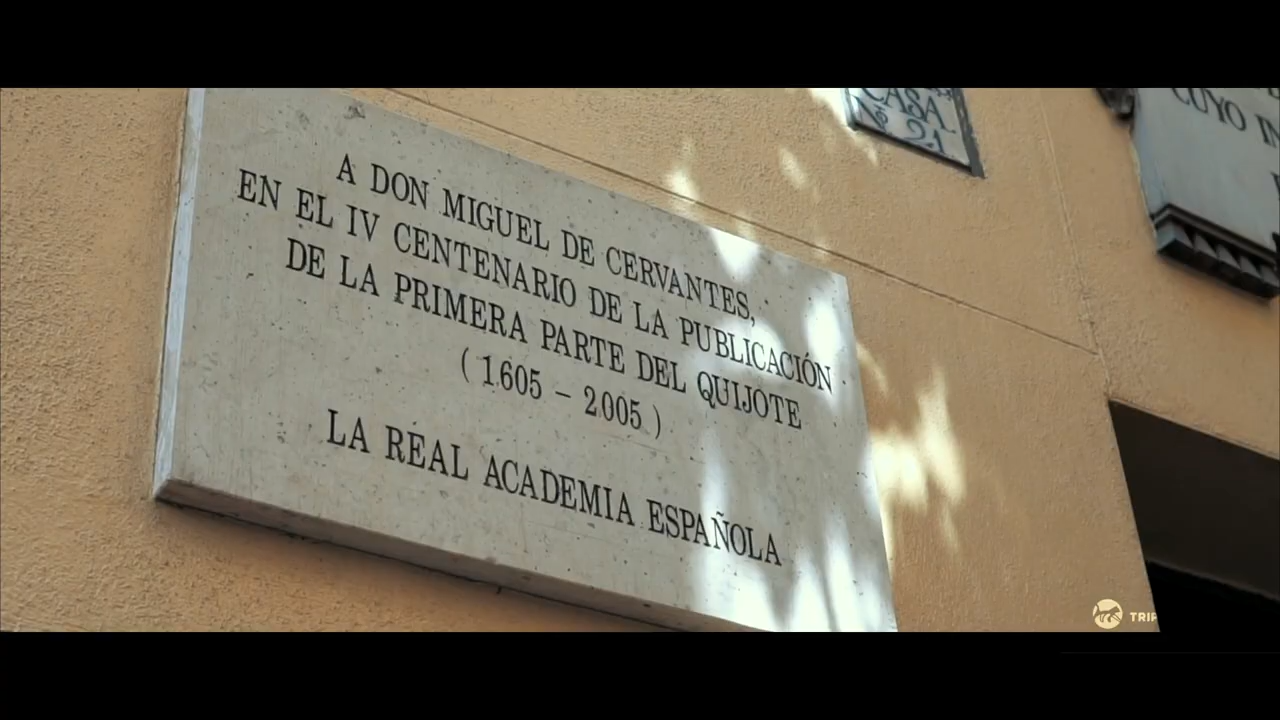 A DON MIGUEL DE CERVANTES,
EN EL IV CENTENARIO DE LA PUBLICACIÓN
DE LA PRIMERA PARTE DEL QUIJOTE
( 1605 – 2005 )
LA REAL ACADEMIA ESPAÑOLA
CASA
Nº 21
CUYO